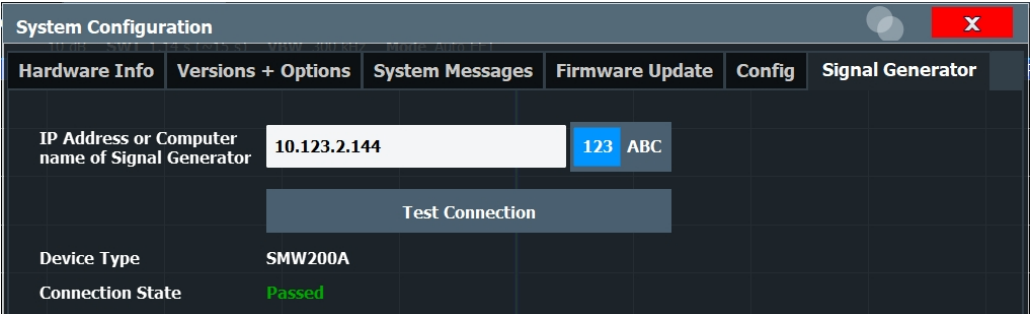 System Configuration
X
Hardware Info Versions + Options System Messages Firmware Update Config Signal Generator
IP Address or Computer
name of Signal Generator
10.123.2.144
123 ABC
Test Connection
Device Type SMW200A
Connection State Passed